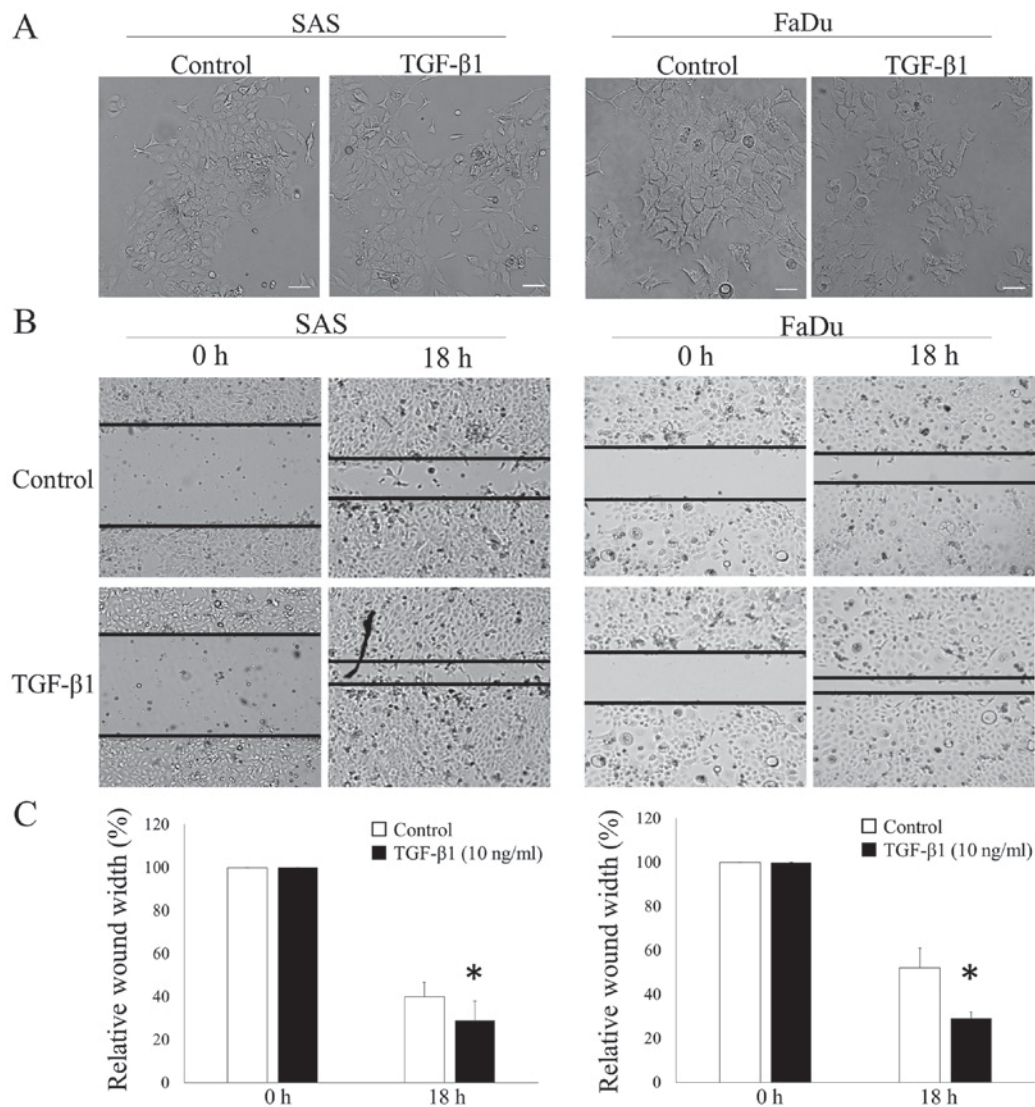 A
SAS
FaDu
Control
TGF-β1
Control
TGF-β1
B
SAS
FaDu
0 h
18 h
0 h
18 h
Control
TGF-β1
C
Relative wound width (%)
120
100
80
60
40
20
0
Control
TGF-β1 (10 ng/ml)
*
0 h
18 h
Relative wound width (%)
120
100
80
60
40
20
0
Control
TGF-β1 (10 ng/ml)
*
0 h
18 h